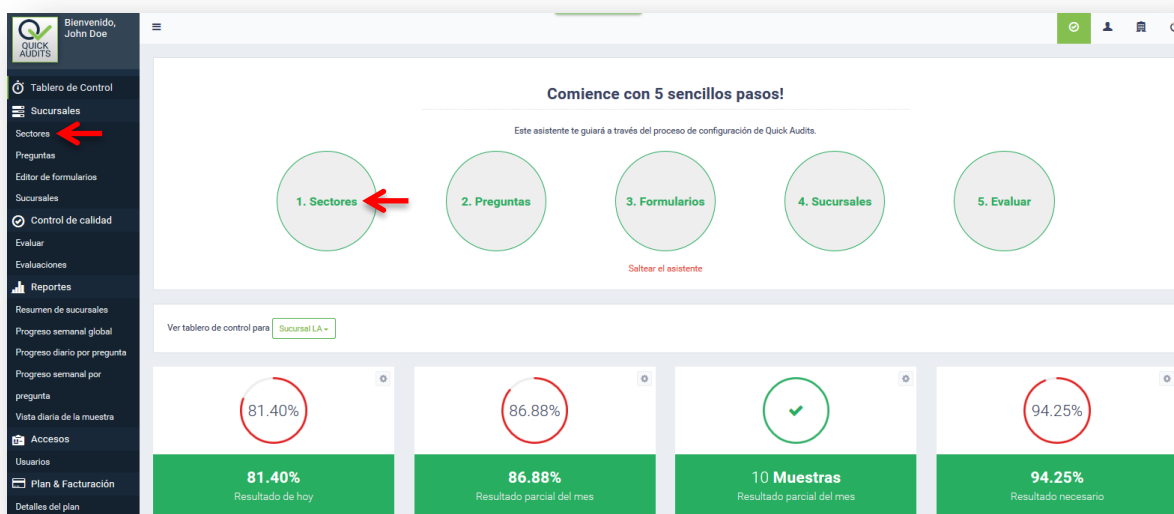 QUICK
AUDITS
Bienvenido,
John Doe
Tablero de Control
Sucursales
Sectores
Preguntas
Editor de formularios
Sucursales
Control de calidad
Evaluar
Evaluaciones
Reportes
Resumen de sucursales
Progreso semanal global
Progreso diario por pregunta
Progreso semanal por
pregunta
Vista diaria de la muestra
Accesos
Usuarios
Plan & Facturación
Detalles del plan
Comience con 5 sencillos pasos!
Este asistente te guiará a través del proceso de configuración de Quick Audits.
1. Sectores
2. Preguntas
3. Formularios
4. Sucursales
5. Evaluar
Saltear el asistente
Ver tablero de control para Sucursal LA
81.40%
81.40%
Resultado de hoy
86.88%
86.88%
Resultado parcial del mes
10 Muestras
Resultado parcial del mes
94.25%
94.25%
Resultado necesario